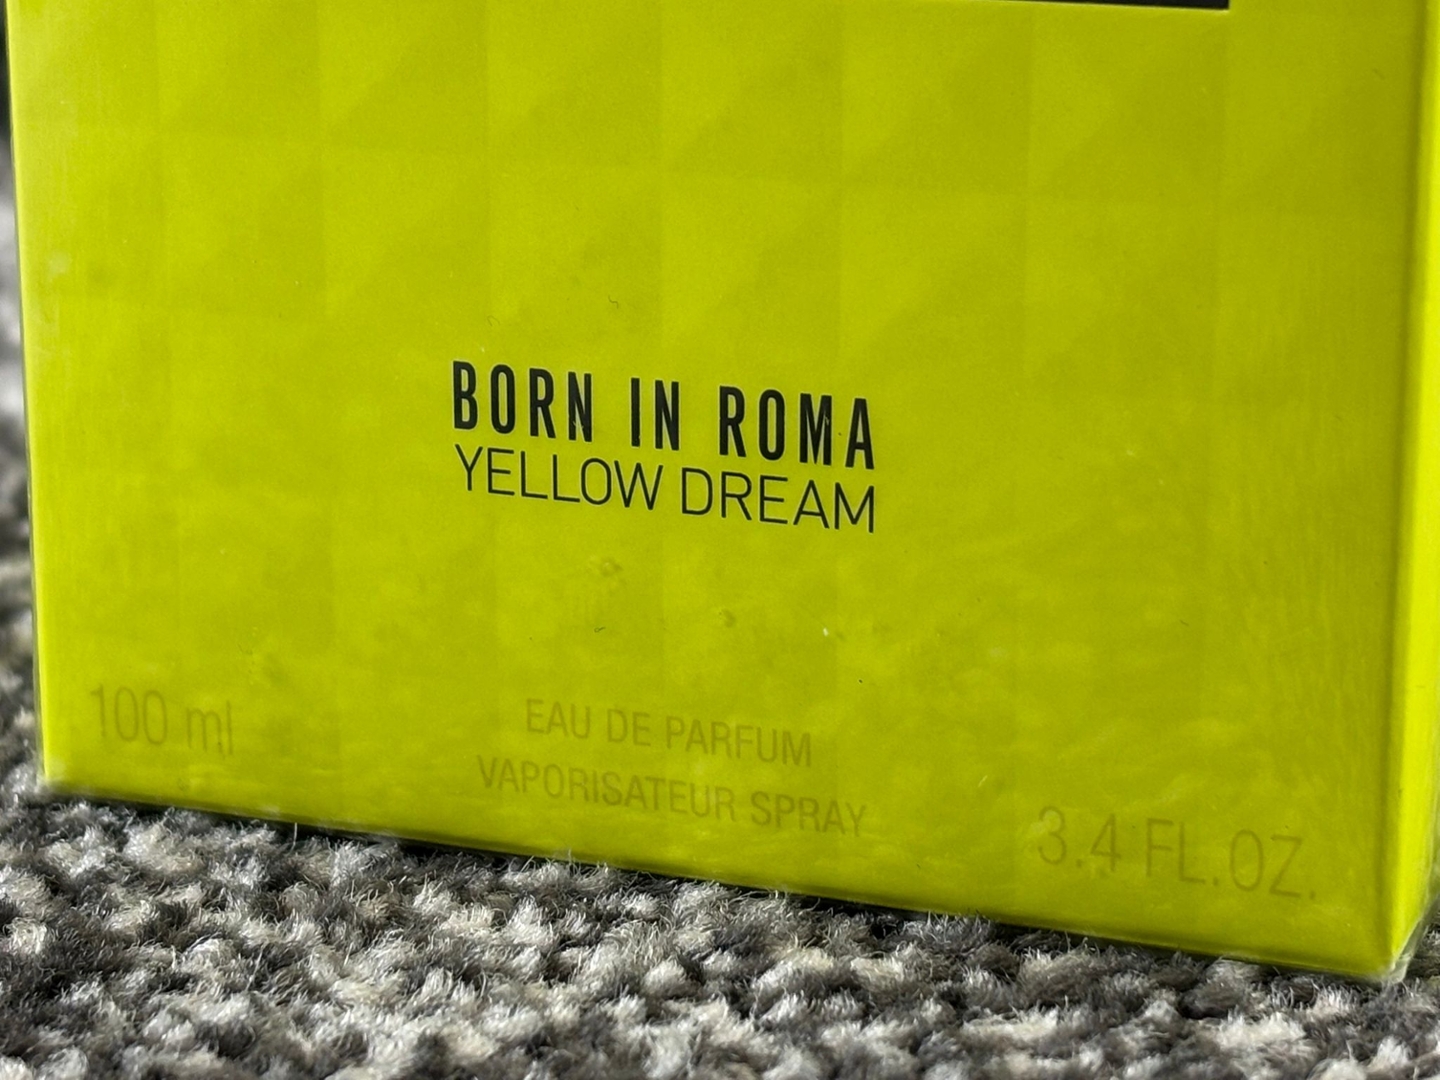 BORN IN ROMA
YELLOW DREAM
100 ml
EAU DE PARFUM
VAPORISATEUR SPRAY
3.4 FL.OZ.